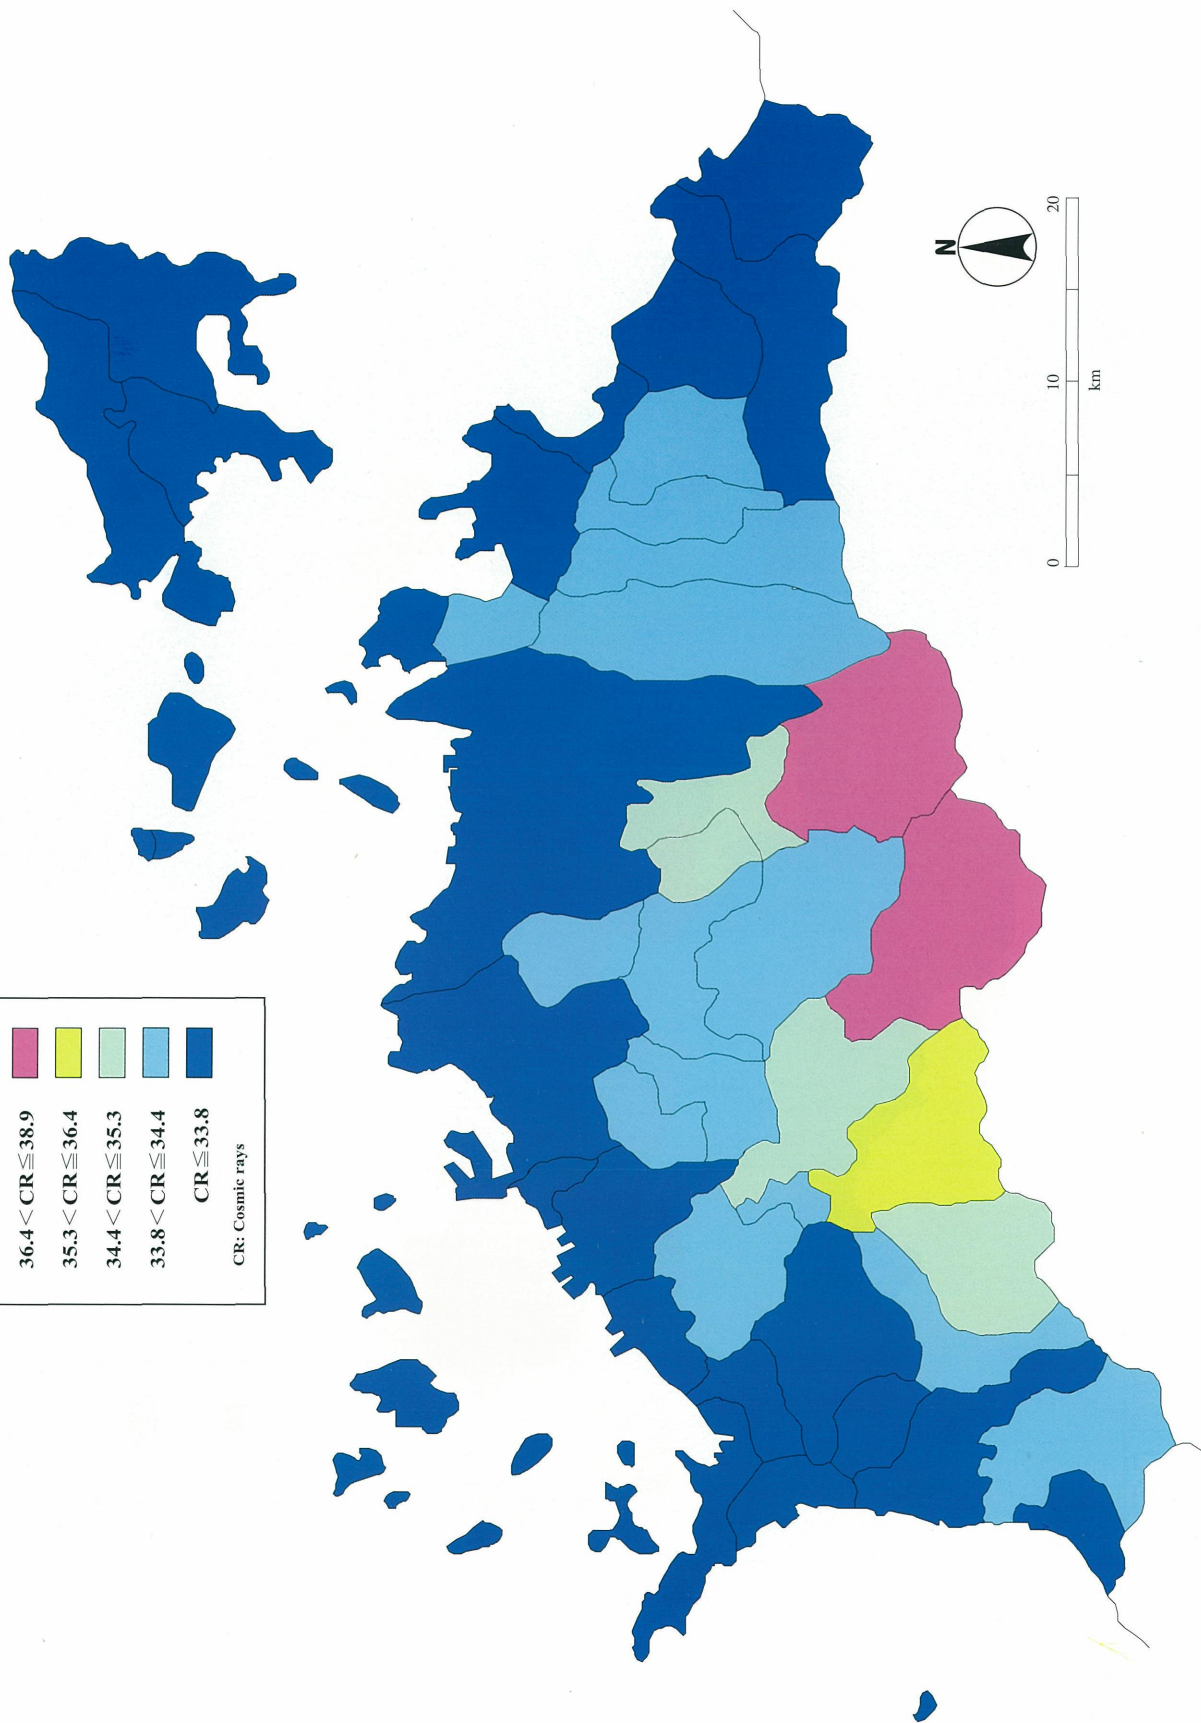 36.4 < CR ≦ 38.9
35.3 < CR ≦ 36.4
34.4 < CR ≦ 35.3
33.8 < CR ≦ 34.4
CR ≦ 33.8
CR: Cosmic rays
N
0 10 20
km